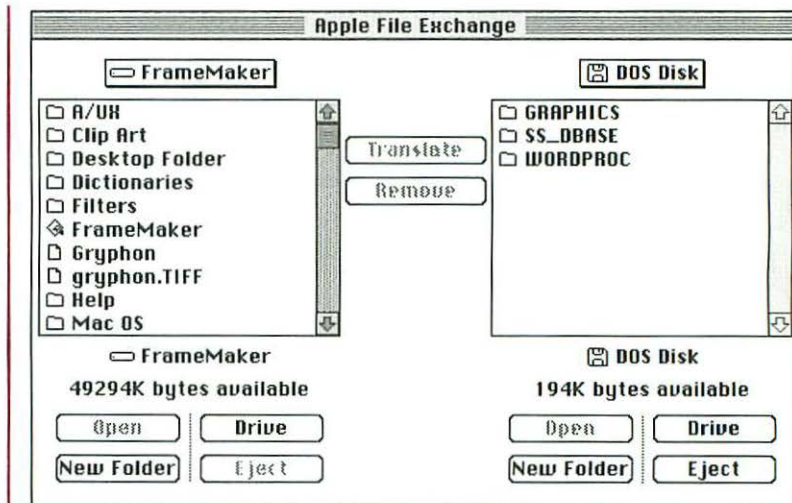 Apple File Exchange
FrameMaker
A/UX
Clip Art
Desktop Folder
Dictionaries
Filters
FrameMaker
Gryphon
gryphon.TIFF
Help
Mac OS
FrameMaker
49294K bytes available
Open Drive
New Folder Eject
Translate
Remove
DOS Disk
GRAPHICS
SS_DBASE
WORDPROC
DOS Disk
194K bytes available
Open Drive
New Folder Eject